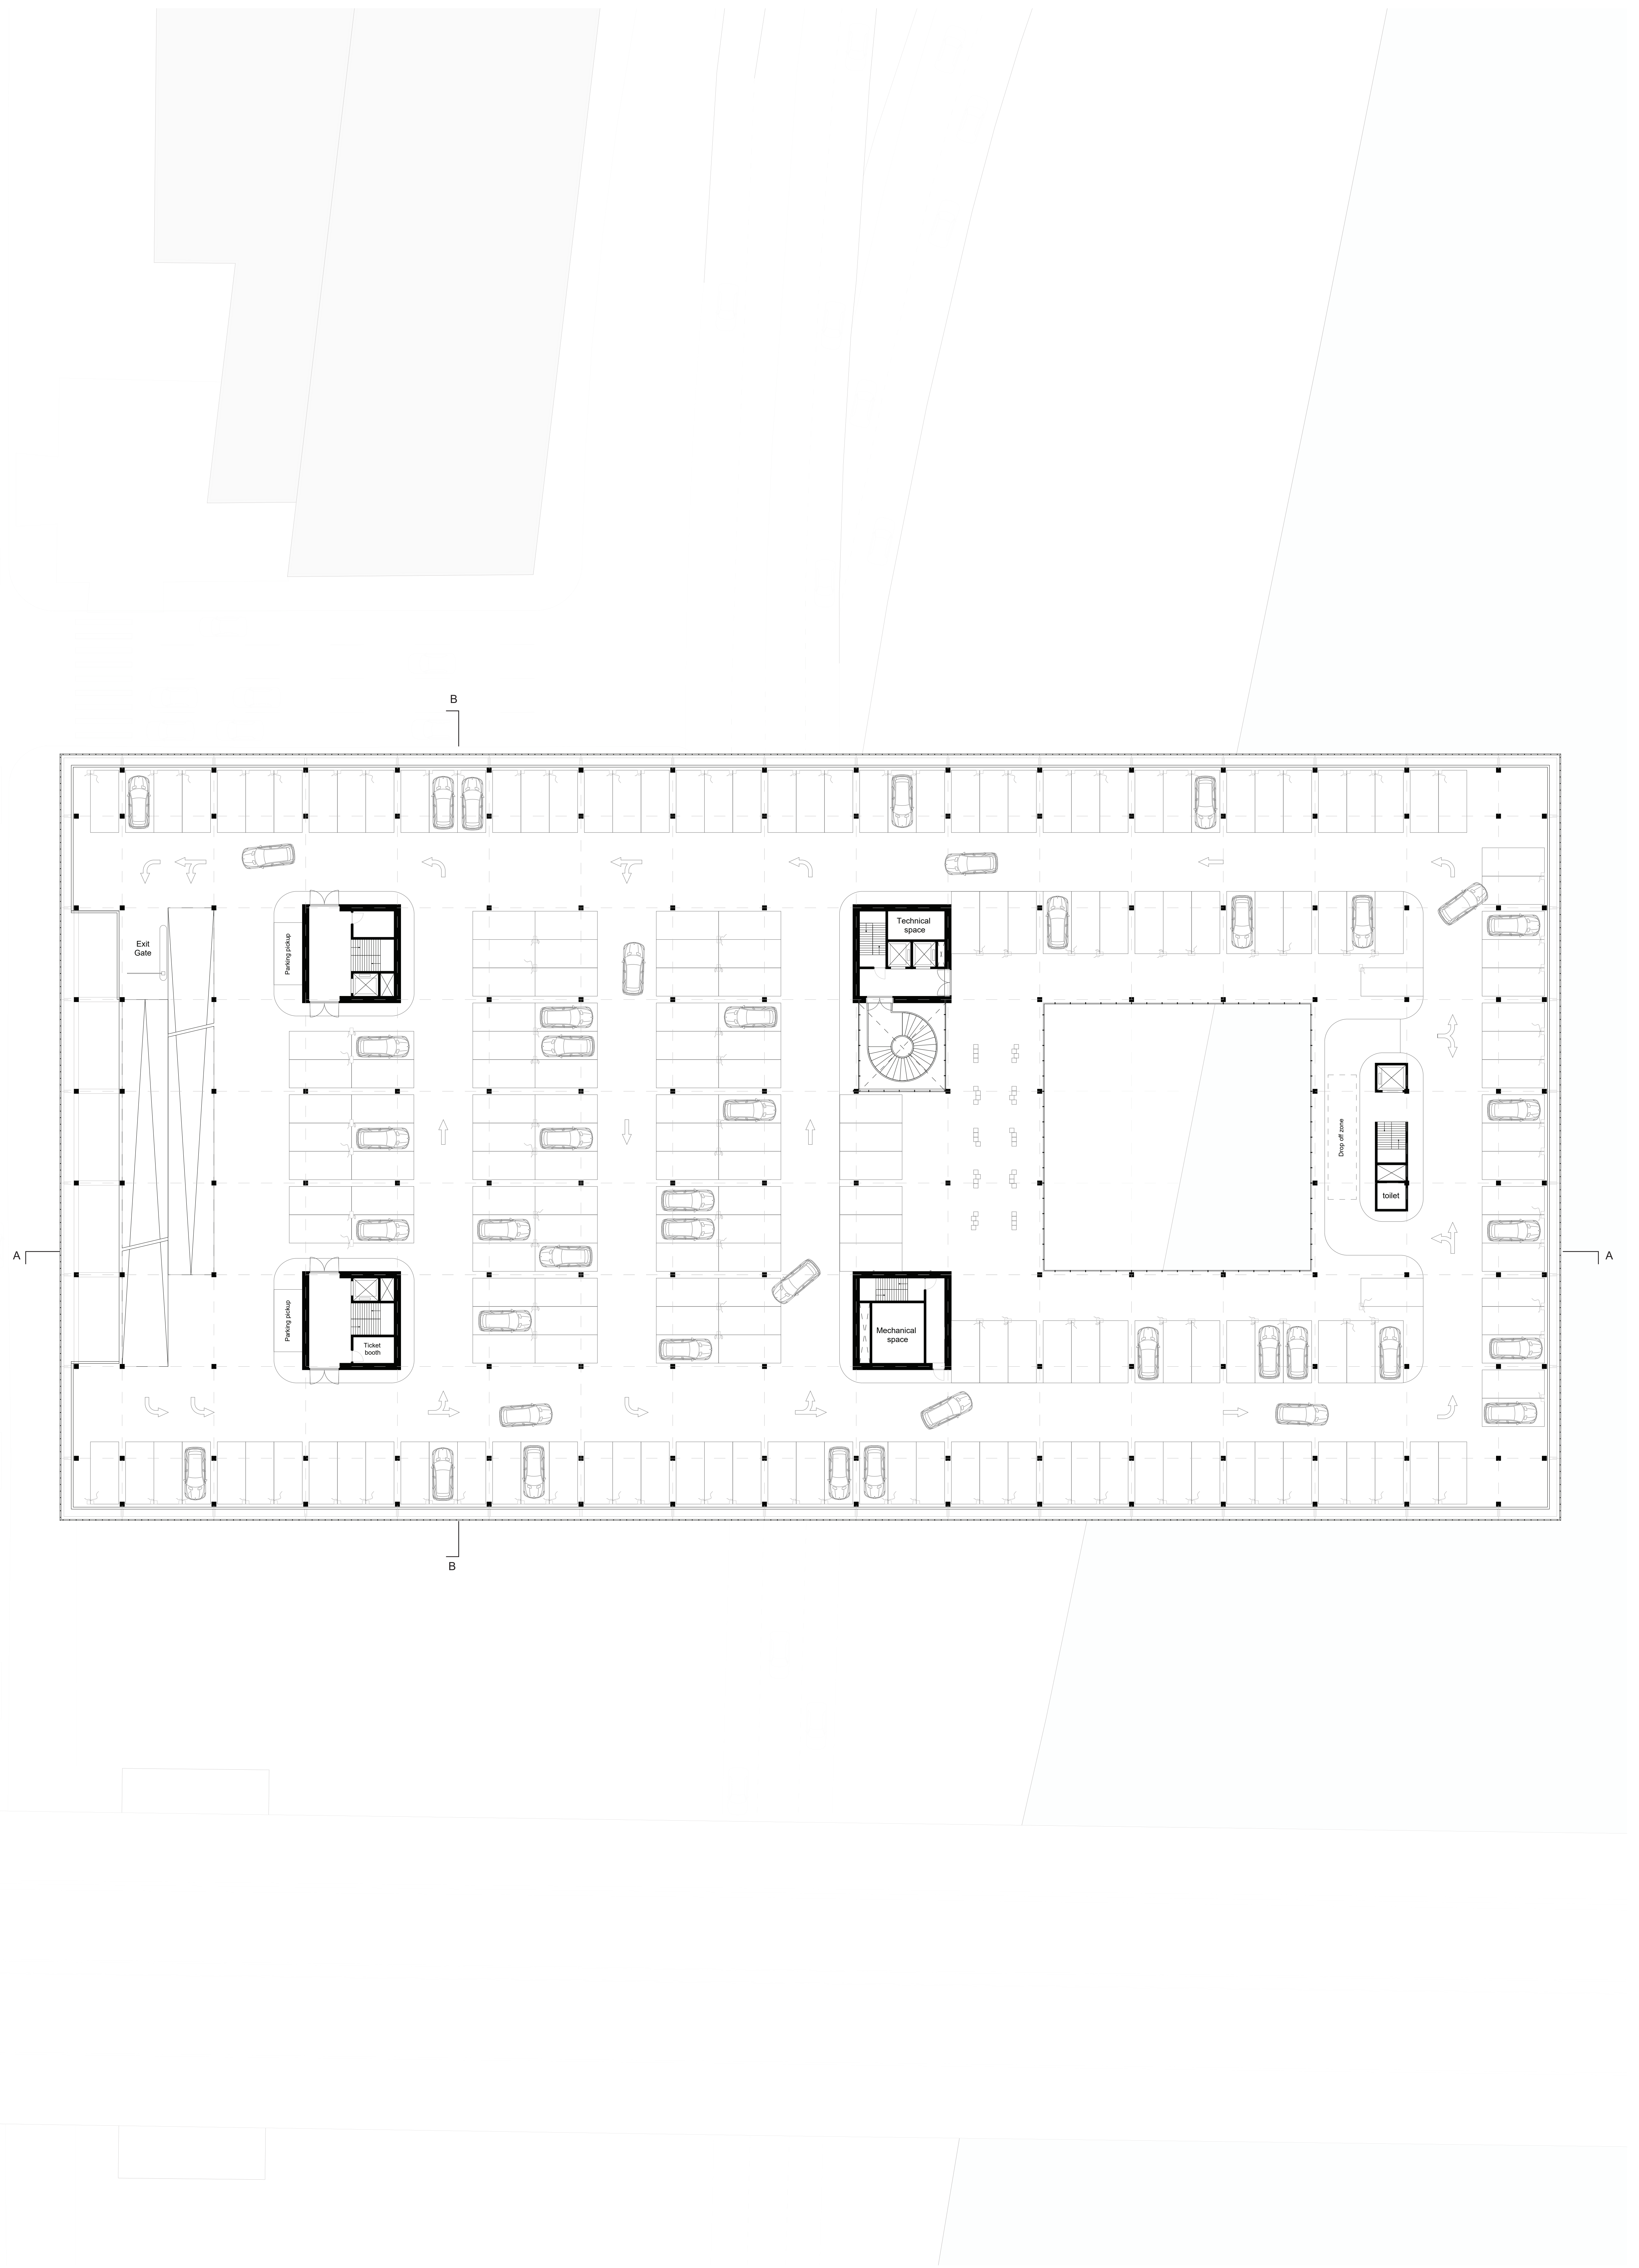 B
Exit
Gate
Parking pickup
Technical
space
Drop off zone
toilet
A
A
Parking pickup
Ticket
booth
Mechanical
space
B